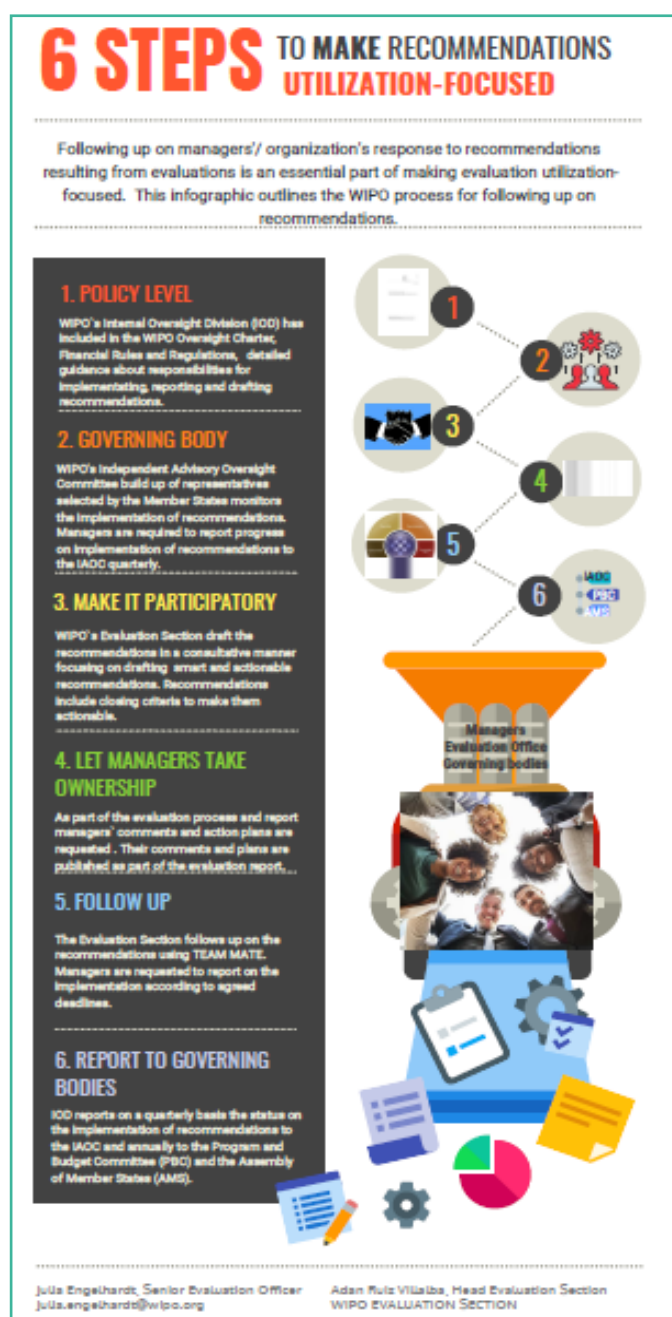 6 STEPS TO MAKE RECOMMENDATIONS
UTILIZATION-FOCUSED
Following up on managers'/ organization's response to recommendations
resulting from evaluations is an essential part of making evaluation utilization-
focused. This infographic outlines the WIPO process for following up on
recommendations.
1. POLICY LEVEL
WIPO`s Internal Oversight Division (IOD) has
included in the WIPO Oversight Charter,
Financial Rules and Regulations, detailed
guidance about responsibilities for
implementating, reporting and drafting
recommendations.
2. GOVERNING BODY
WIPO's Independent Advisory Oversight
Committee build up of representatives
selected by the Member States monitors
the implementation of recommendations.
Managers are required to report progress
on implementation of recommendations to
the IAOC quarterly.
3. MAKE IT PARTICIPATORY
WIPO`s Evaluation Section draft the
recommendations in a consultative manner
focusing on drafting smart and actionable
recommendations. Recommendations
include closing criteria to make them
actionable.
4. LET MANAGERS TAKE
OWNERSHIP
As part of the evaluation process and report
managers` comments and action plans are
requested . Their comments and plans are
published as part of the evaluation report.
5. FOLLOW UP
The Evaluation Section follows up on the
recommendations using TEAM MATE.
Managers are requested to report on the
implementation according to agreed
deadlines.
6. REPORT TO GOVERNING
BODIES
IOD reports on a quarterly basis the status on
the implementation of recommendations to
the IAOC and annually to the Program and
Budget Committee (PBC) and the Assembly
of Member States (AMS).
1
2
3
4
5
6
IAOC
PBC
AMS
Managers
Evaluation Office
Governing bodies
Julia Engelhardt, Senior Evaluation Officer
julia.engelhardt@wipo.org
Adan Ruiz Villalba, Head Evaluation Section
WIPO EVALUATION SECTION